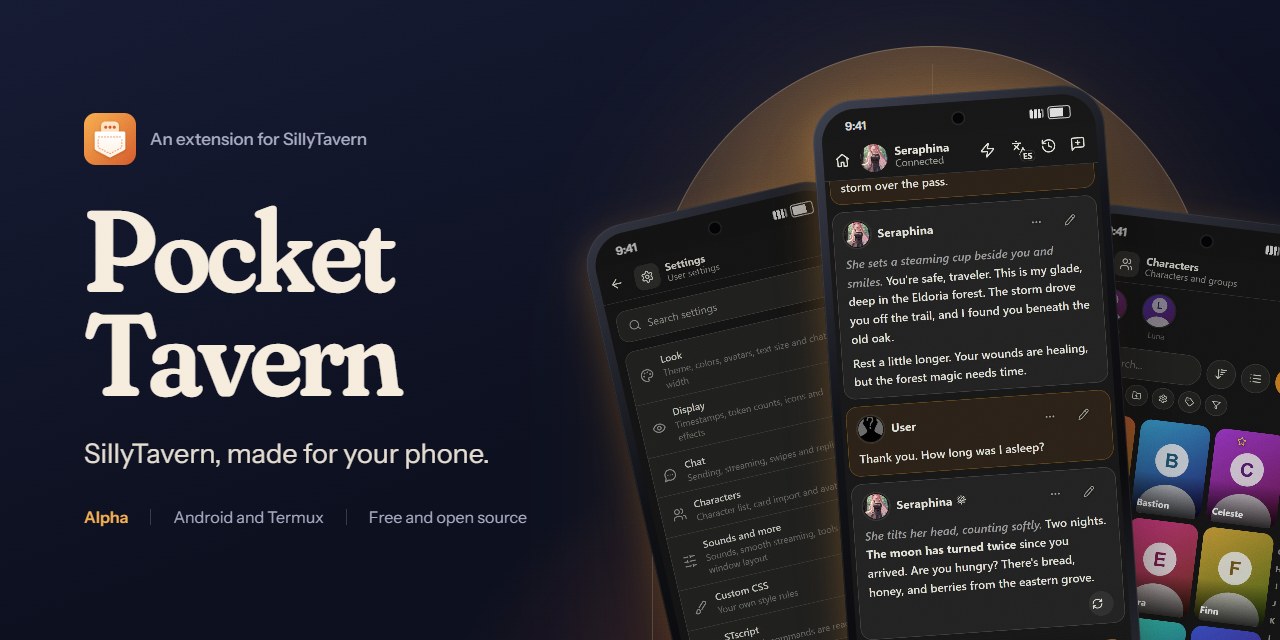 An extension for SillyTavern
Pocket
Tavern
SillyTavern, made for your phone.
Alpha
Android and Termux
Free and open source
9:41
Settings
User settings
Search settings
Look
Theme, colors, avatars, text size and chat
width
Display
Timestamps, token counts, icons and
effects
Chat
Sending, streaming, swipes and
Characters
Character list, card import and
Sounds and more
Sounds, smooth streaming, tools
window layout
Custom CSS
Your own style rules
STscript
9:41
Seraphina
Connected
ES
storm over the pass.
Seraphina
She sets a steaming cup beside you and
smiles. You're safe, traveler. This is my glade,
deep in the Eldoria forest. The storm drove
you off the trail, and I found you beneath the
old oak.
Rest a little longer. Your wounds are healing,
but the forest magic needs time.
User
Thank you. How long was I asleep?
Seraphina
She tilts her head, counting softly. Two nights.
The moon has turned twice since you
arrived. Are you hungry? There's bread,
honey, and berries from the eastern grove.
:41
Characters
Characters and groups
L
Luna
B
Bastion
C
Celeste
E
F
Finn